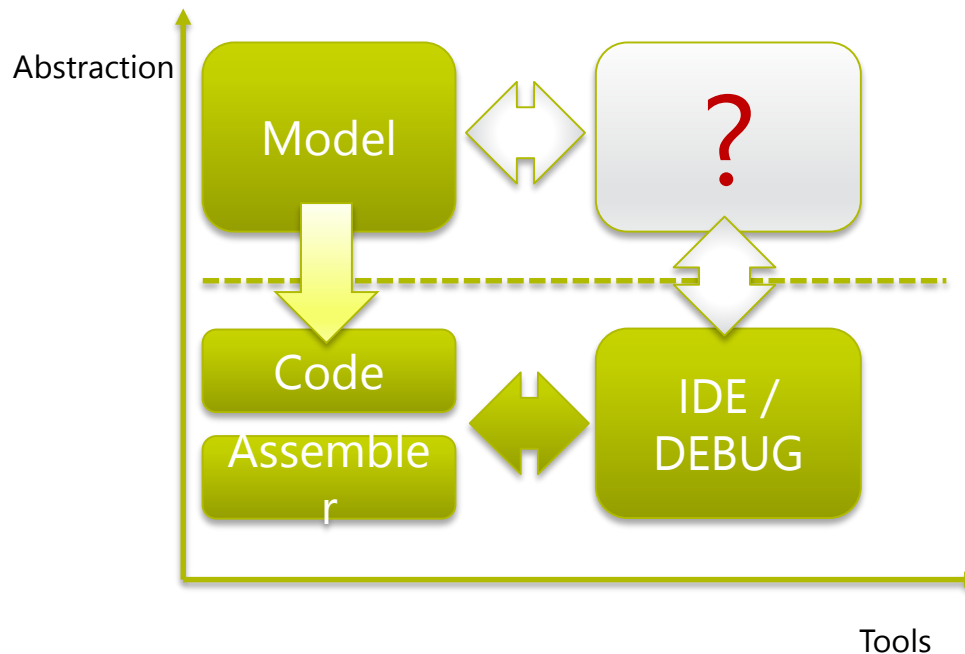 Abstraction
Model
?
Code
Assemble
r
IDE /
DEBUG
Tools